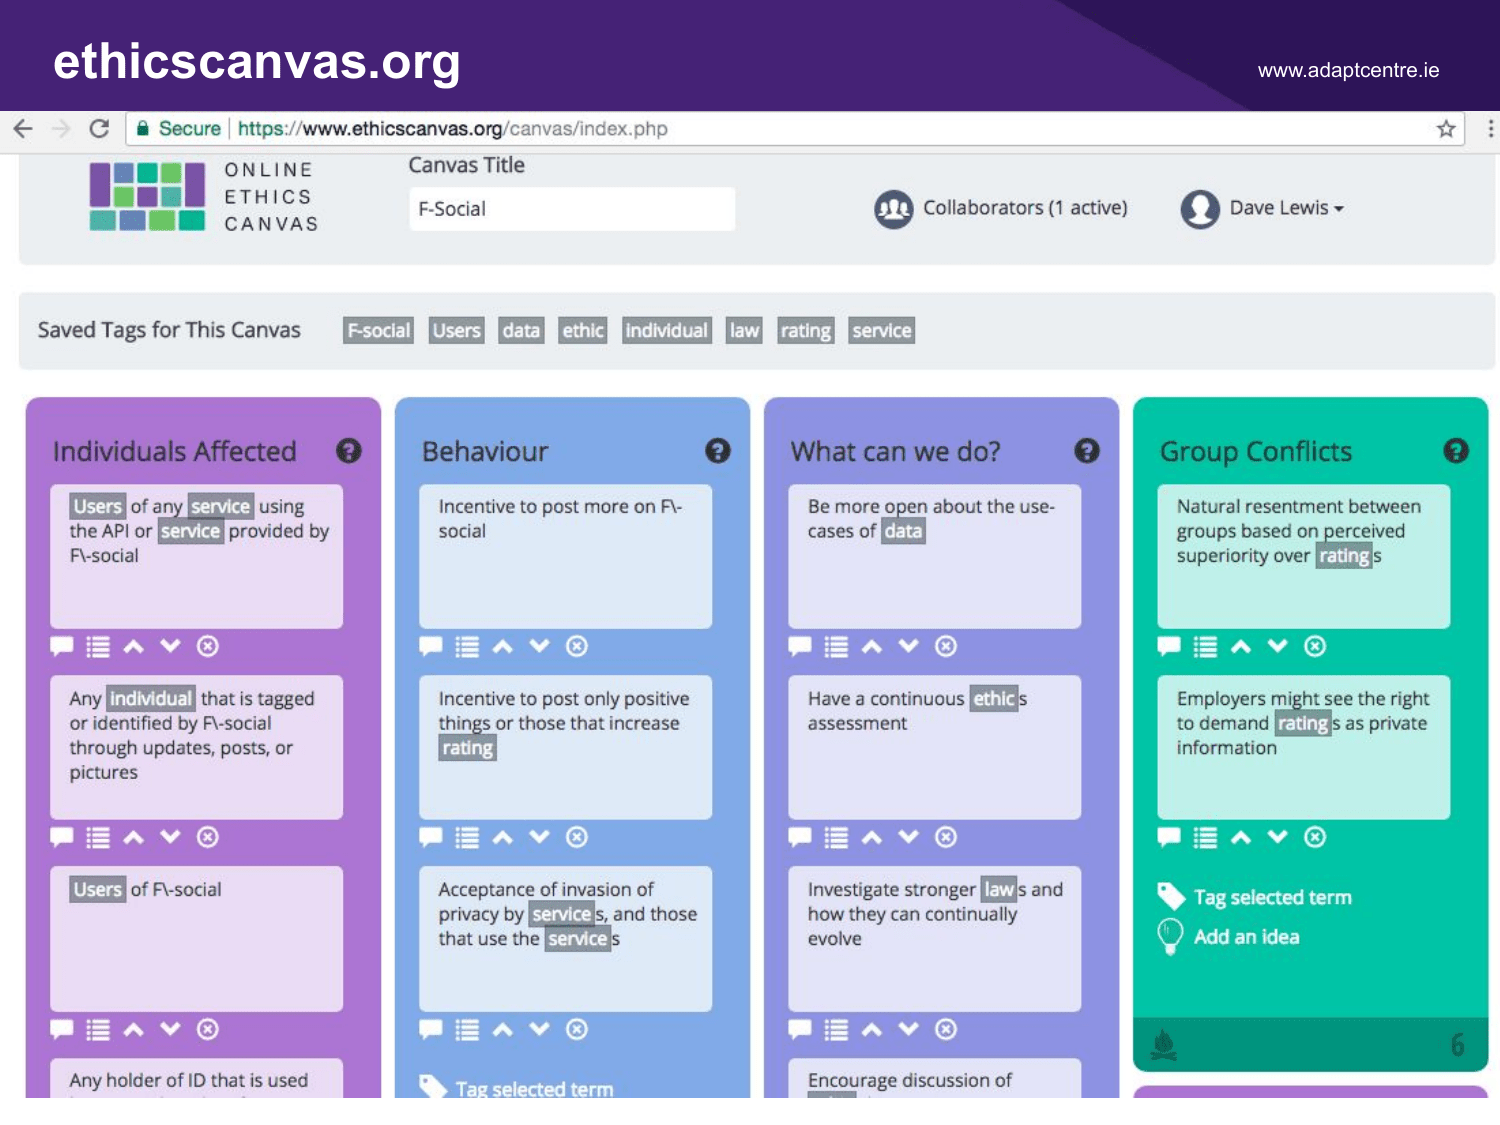 ethicscanvas.org
www.adaptcentre.ie
Secure
https://www.ethicscanvas.org/canvas/index.php
ONLINE
ETHICS
CANVAS
Canvas Title
F-Social
Collaborators (1 active)
Dave Lewis
Saved Tags for This Canvas
F-social Users data ethic individual law rating service
Individuals Affected
Users of any service using
the API or service provided by
F\-social
Any individual that is tagged
or identified by F\-social
through updates, posts, or
pictures
Users of F\-social
Any holder of ID that is used
Behaviour
Incentive to post more on F\-
social
Incentive to post only positive
things or those that increase
rating
Acceptance of invasion of
privacy by services, and those
that use the services
Tag selected term
What can we do?
Be more open about the use-
cases of data
Have a continuous ethics
assessment
Investigate stronger laws and
how they can continually
evolve
Encourage discussion of
Group Conflicts
Natural resentment between
groups based on perceived
superiority over ratings
Employers might see the right
to demand ratings as private
information
Tag selected term
Add an idea
6